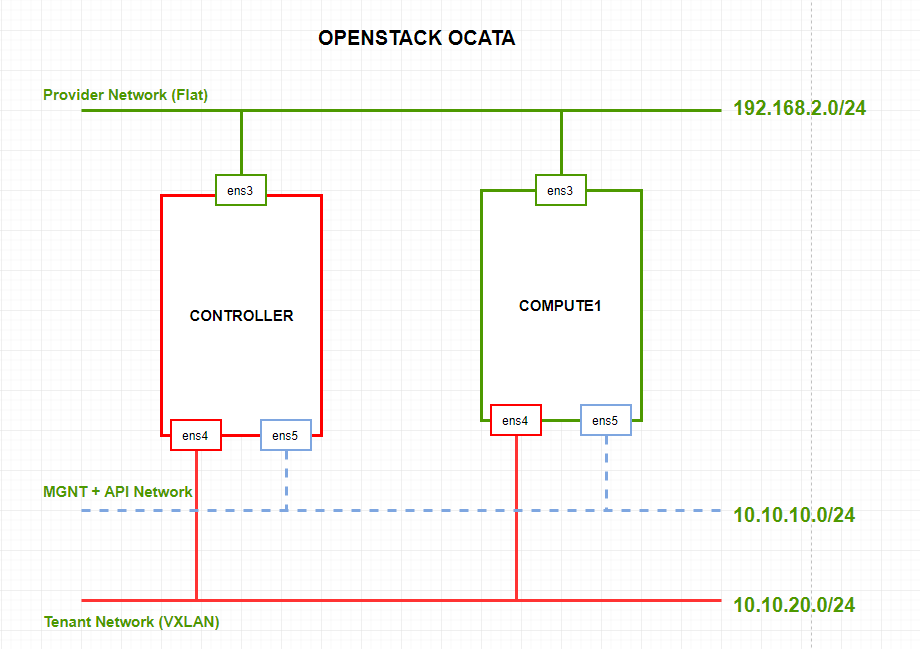 OPENSTACK OCATA
Provider Network (Flat)
192.168.2.0/24
ens3
ens3
CONTROLLER
COMPUTE1
ens4
ens5
ens4
ens5
MGNT + API Network
10.10.10.0/24
10.10.20.0/24
Tenant Network (VXLAN)